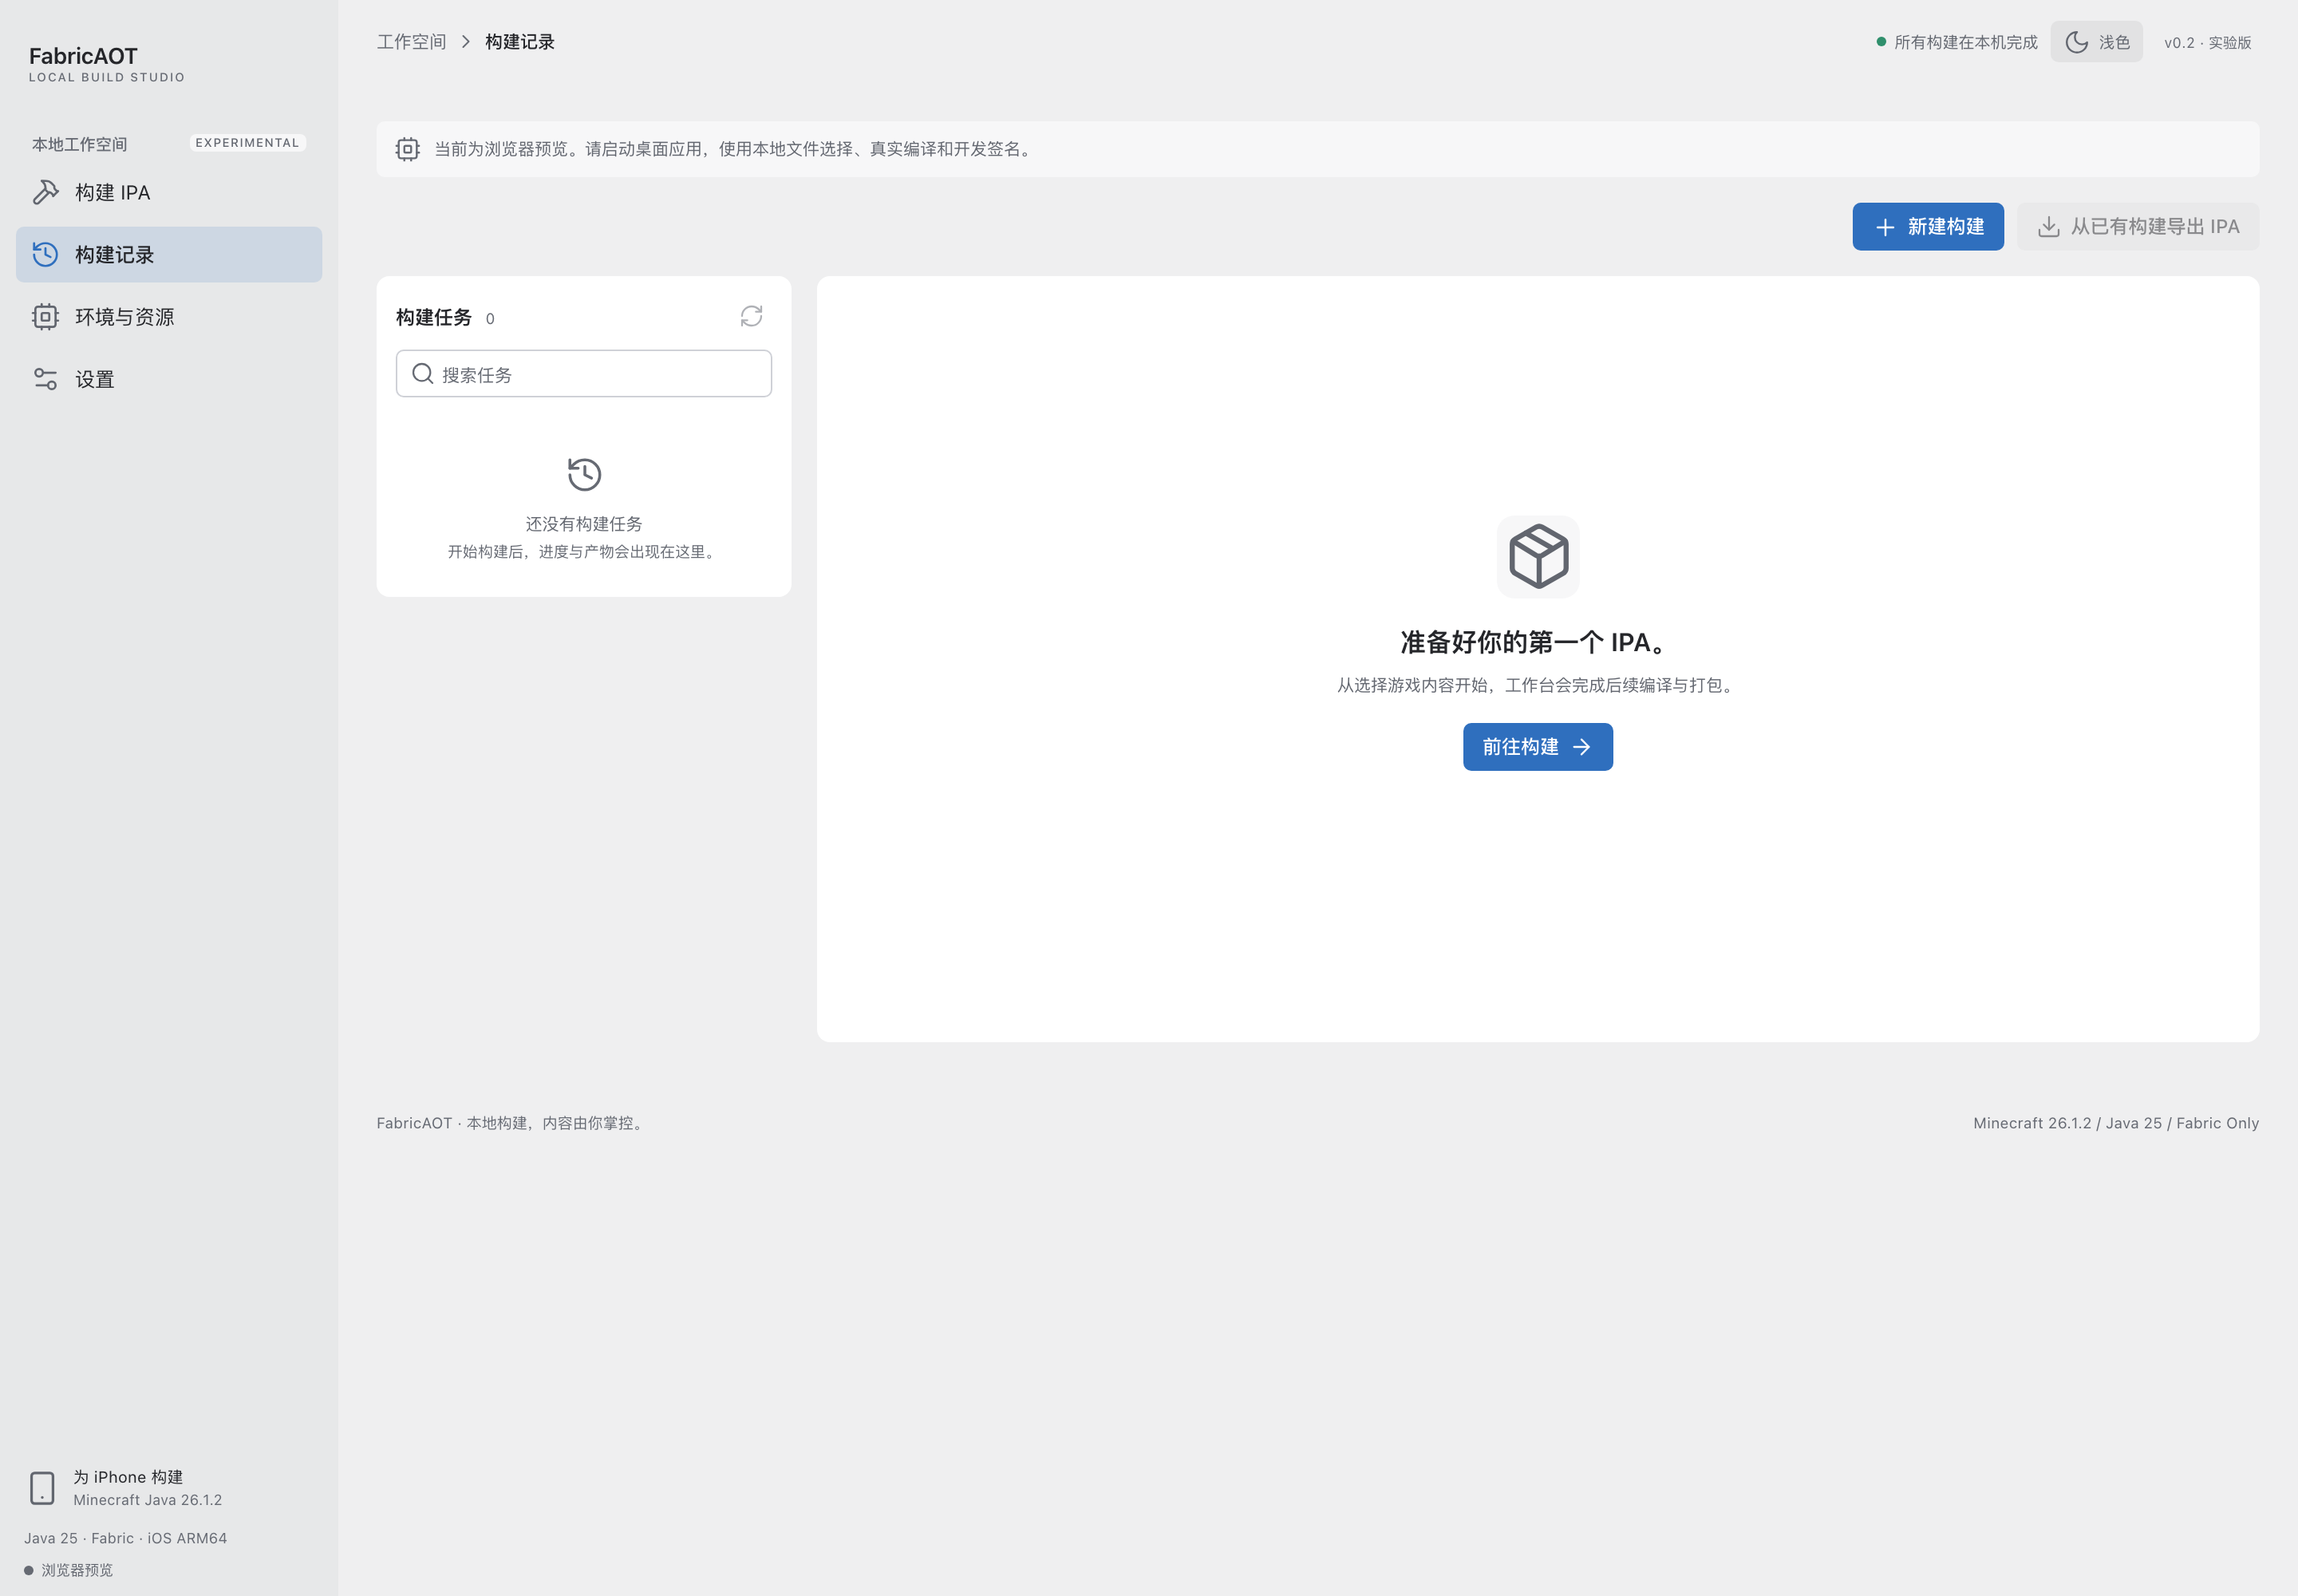 FabricAOT
LOCAL BUILD STUDIO
本地工作空间 EXPERIMENTAL
构建 IPA
构建记录
环境与资源
设置
为 iPhone 构建
Minecraft Java 26.1.2
Java 25 · Fabric · iOS ARM64
浏览器预览
工作空间 > 构建记录
所有构建在本机完成
浅色
v0.2 · 实验版
当前为浏览器预览。请启动桌面应用，使用本地文件选择、真实编译和开发签名。
新建构建
从已有构建导出 IPA
构建任务 0
搜索任务
还没有构建任务
开始构建后，进度与产物会出现在这里。
准备好你的第一个 IPA。
从选择游戏内容开始，工作台会完成后续编译与打包。
前往构建
FabricAOT · 本地构建，内容由你掌控。
Minecraft 26.1.2 / Java 25 / Fabric Only